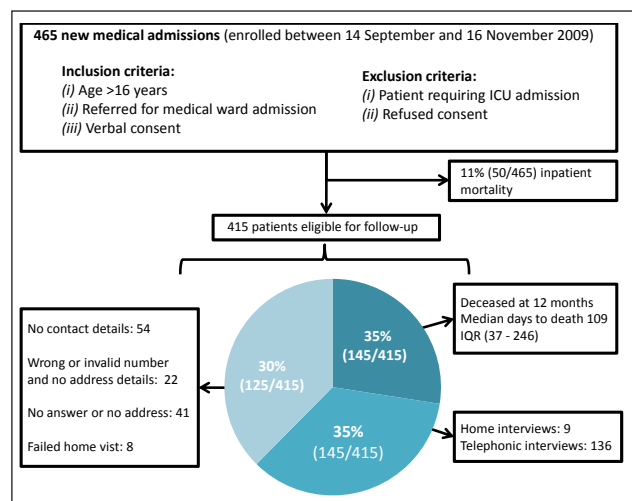 465 new medical admissions (enrolled between 14 September and 16 November 2009)
Inclusion criteria:
(i) Age >16 years
(ii) Referred for medical ward admission
(iii) Verbal consent
Exclusion criteria:
(i) Patient requiring ICU admission
(ii) Refused consent
11% (50/465) inpatient
mortality
415 patients eligible for follow-up
No contact details: 54
Wrong or invalid number
and no address details: 22
No answer or no address: 41
Failed home vist: 8
30%
(125/415)
35%
(145/415)
35%
(145/415)
Deceased at 12 months
Median days to death 109
IQR (37 - 246)
Home interviews: 9
Telephonic interviews: 136